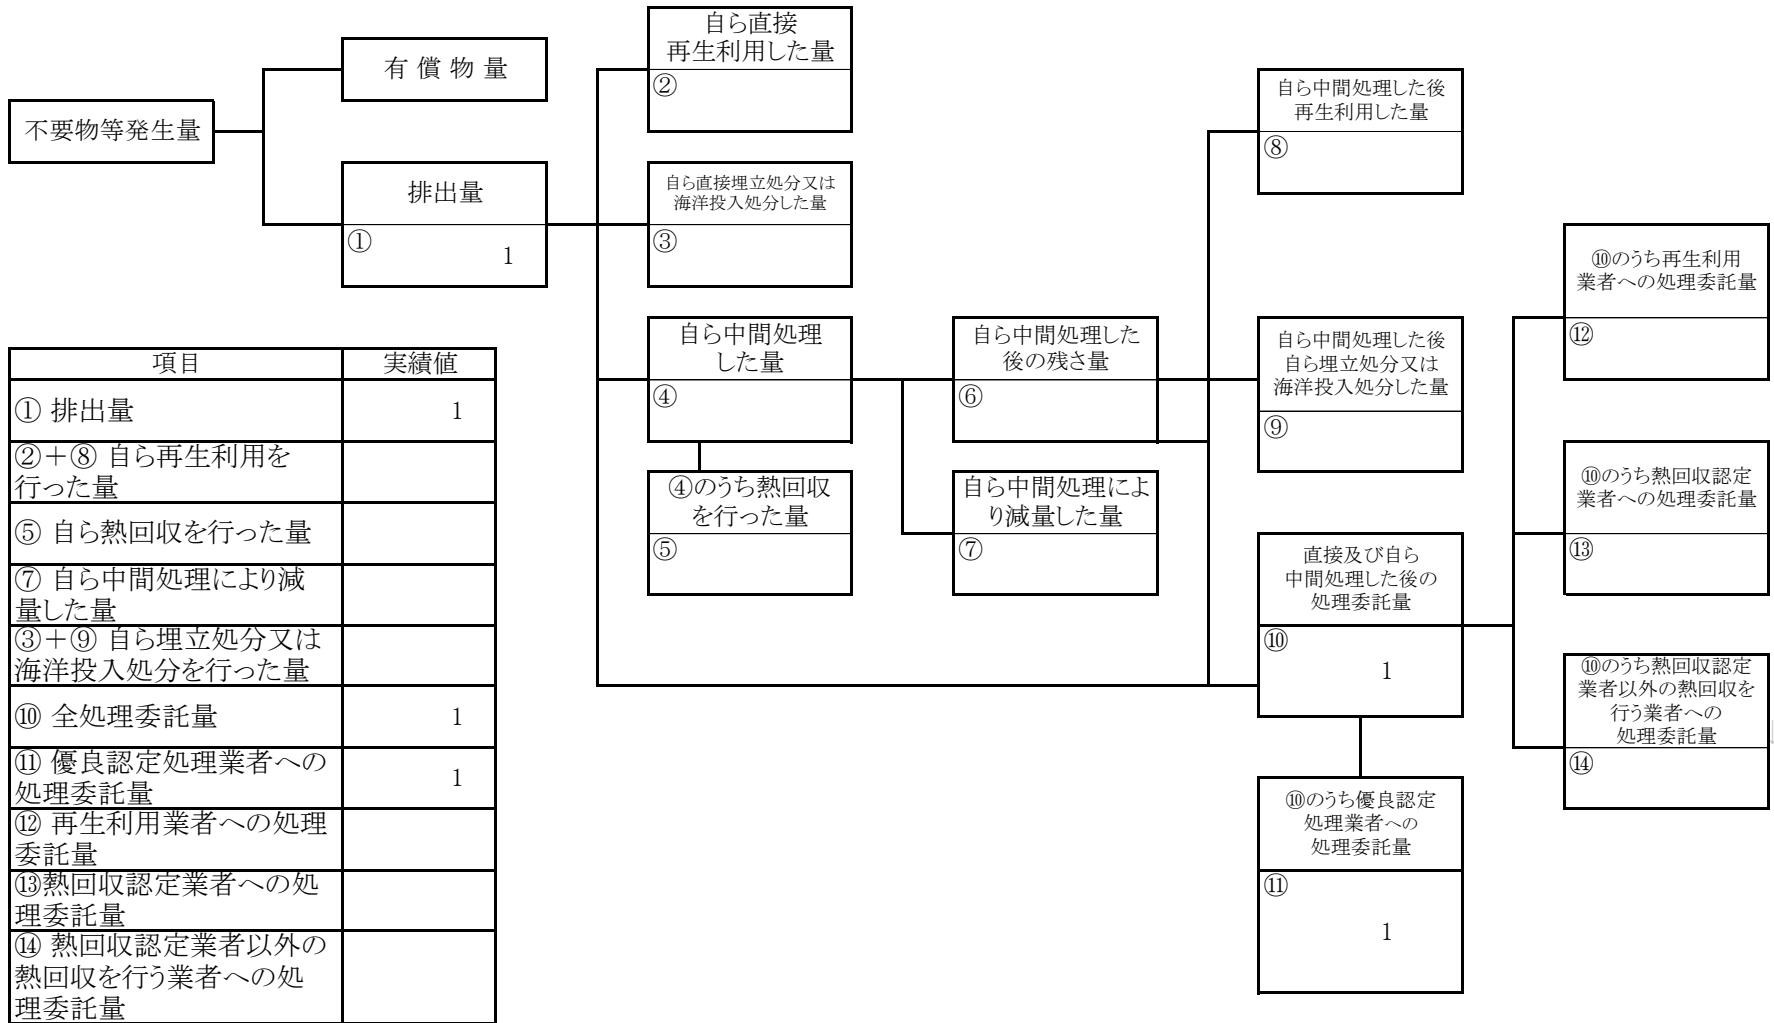 自ら直接
再生利用した量
②
有 償 物 量
自ら中間処理した後
再生利用した量
⑧
不要物等発生量
排出量
①
1
自ら直接埋立処分又は
海洋投入処分した量
③
⑩のうち再生利用
業者への処理委託量
⑫
自ら中間処理
した量
④
自ら中間処理した
後の残さ量
⑥
自ら中間処理した後
自ら埋立処分又は
海洋投入処分した量
⑨
④のうち熱回収
を行った量
⑤
自ら中間処理によ
り減量した量
⑦
⑩のうち熱回収認定
業者への処理委託量
⑬
直接及び自ら
中間処理した後の
処理委託量
⑩
1
⑩のうち熱回収認定
業者以外の熱回収を
行う業者への
処理委託量
⑭
⑩のうち優良認定
処理業者への
処理委託量
⑪
1
項目 実績値
① 排出量 1
②＋⑧ 自ら再生利用を
行った量
⑤ 自ら熱回収を行った量
⑦ 自ら中間処理により減
量した量
③＋⑨ 自ら埋立処分又は
海洋投入処分を行った量
⑩ 全処理委託量 1
⑪ 優良認定処理業者への
処理委託量 1
⑫ 再生利用業者への処理
委託量
⑬熱回収認定業者への処
理委託量
⑭ 熱回収認定業者以外の
熱回収を行う業者への処
理委託量